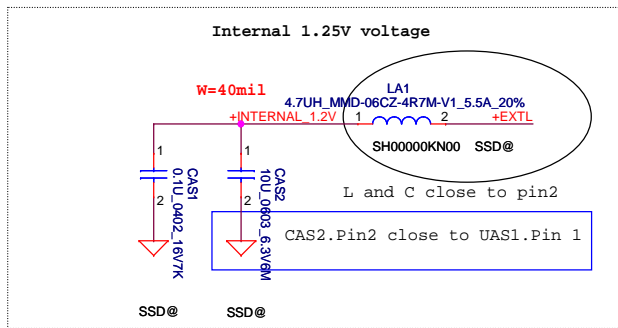 Internal 1.25V voltage
W=40mil
LA1
4.7UH_MMD-06CZ-4R7M-V1_5.5A_20%
+INTERNAL_1.2V
1
2
+EXTL
SH00000KN00
SSD@
1
2
CAS1
0.1U_0402_16V7K
1
2
CAS2
10U_0603_6.3V6M
L and C close to pin2
CAS2.Pin2 close to UAS1.Pin 1
SSD@
SSD@